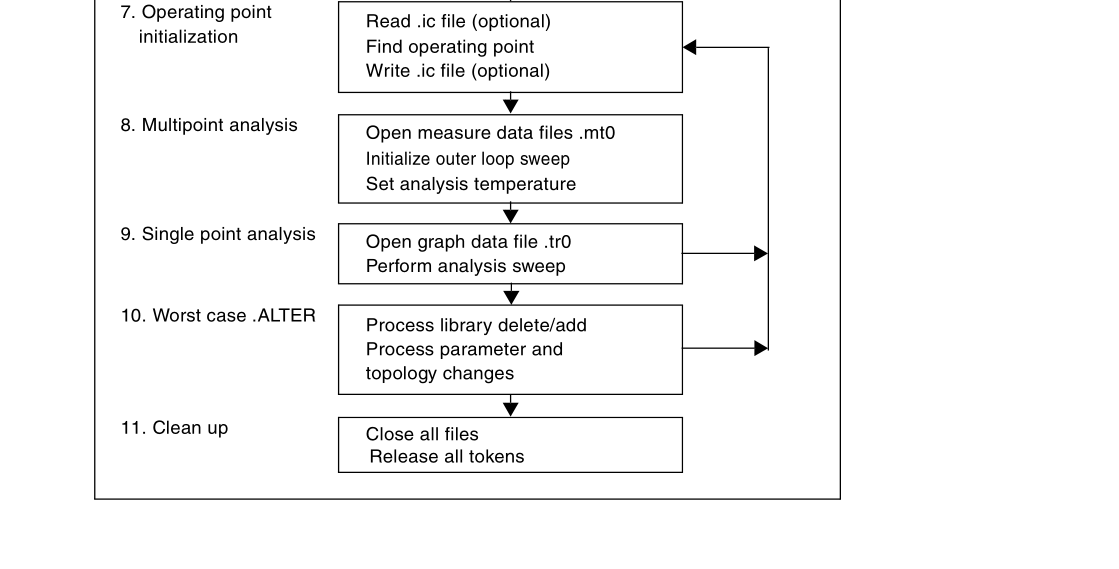 7. Operating point
initialization
Read .ic file (optional)
Find operating point
Write .ic file (optional)
8. Multipoint analysis
Open measure data files .mt0
Initialize outer loop sweep
Set analysis temperature
9. Single point analysis
Open graph data file .tr0
Perform analysis sweep
10. Worst case .ALTER
Process library delete/add
Process parameter and
topology changes
11. Clean up
Close all files
Release all tokens